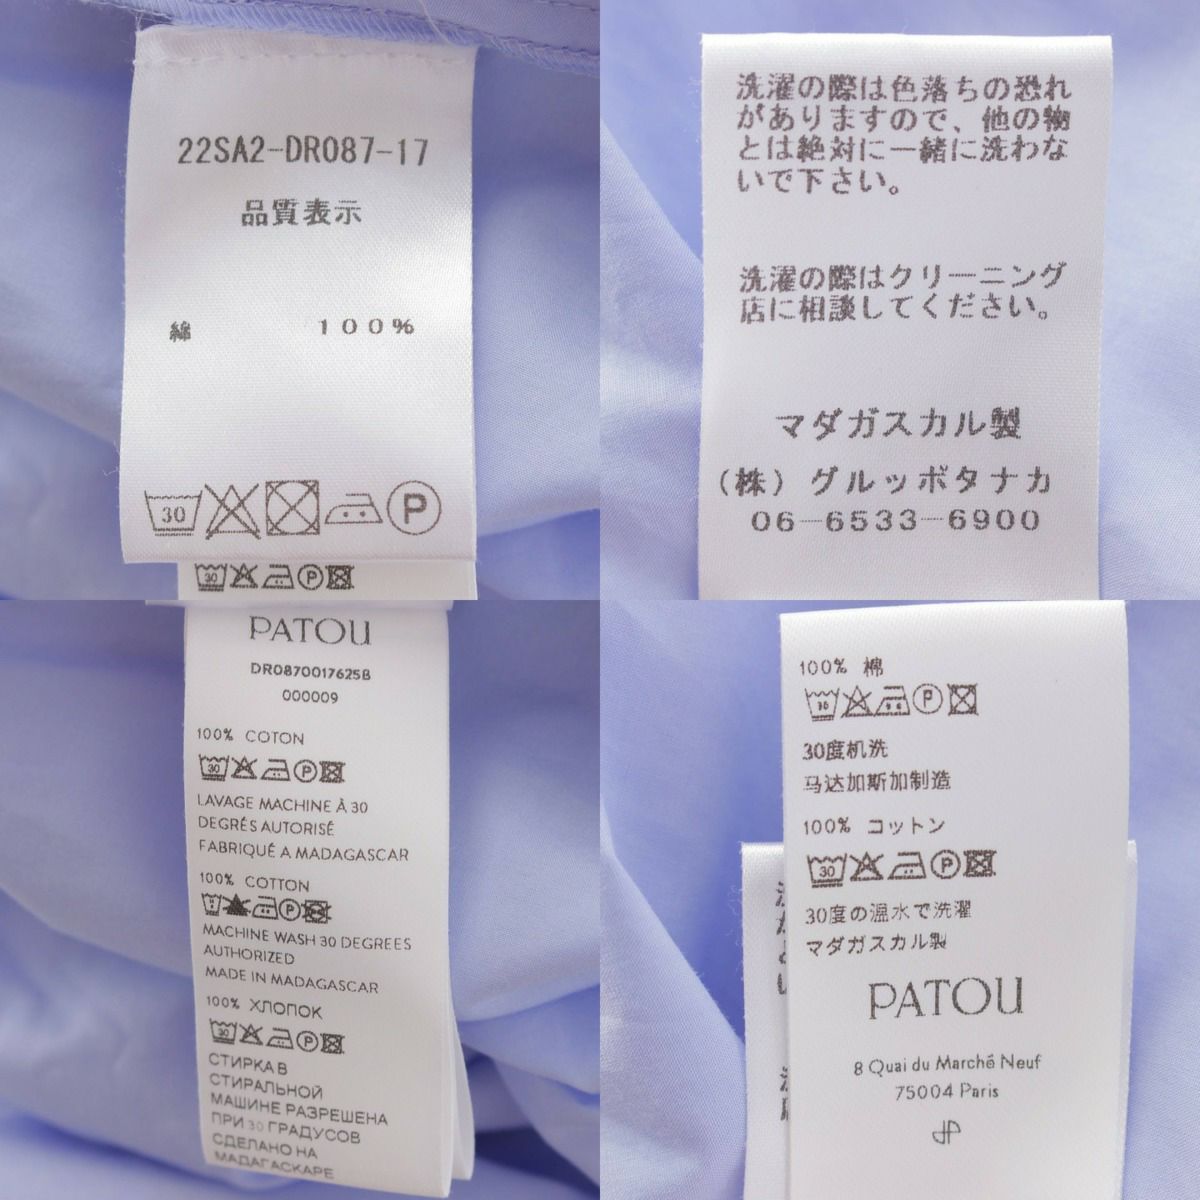 22SA2-DR087-17
品質表示
綿 100%
30
P
30 P
洗濯の際は色落ちの恐れ
がありますので、他の物
とは絶対に一緒に洗わな
いで下さい。
洗濯の際はクリーニング
店に相談してください。
マダガスカル製
(株)グルッポタナカ
06-6533-6900
PATOU
DR0870017625B
000009
100% COTON
30 P
LAVAGE MACHINE À 30
DEGRÉS AUTORISÉ
FABRIQUÉ A MADAGASCAR
100% COTTON
MACHINE WASH 30 DEGREES
AUTHORIZED
MADE IN MADAGASCAR
100% ХЛОПОК
30 P
СТИРКА В
СТИРАЛЬНОЙ
МАШИНЕ РАЗРЕШЕНА
ПРИ 30 ГРАДУСОВ
СДЕЛАНО НА
МАДАГАСКАРЕ
100% 棉
30 P
30度机洗
马达加斯加制造
100% コットン
30 P
30度の温水で洗濯
マダガスカル製
PATOU
8 Quai du Marché Neuf
75004 Paris
JP